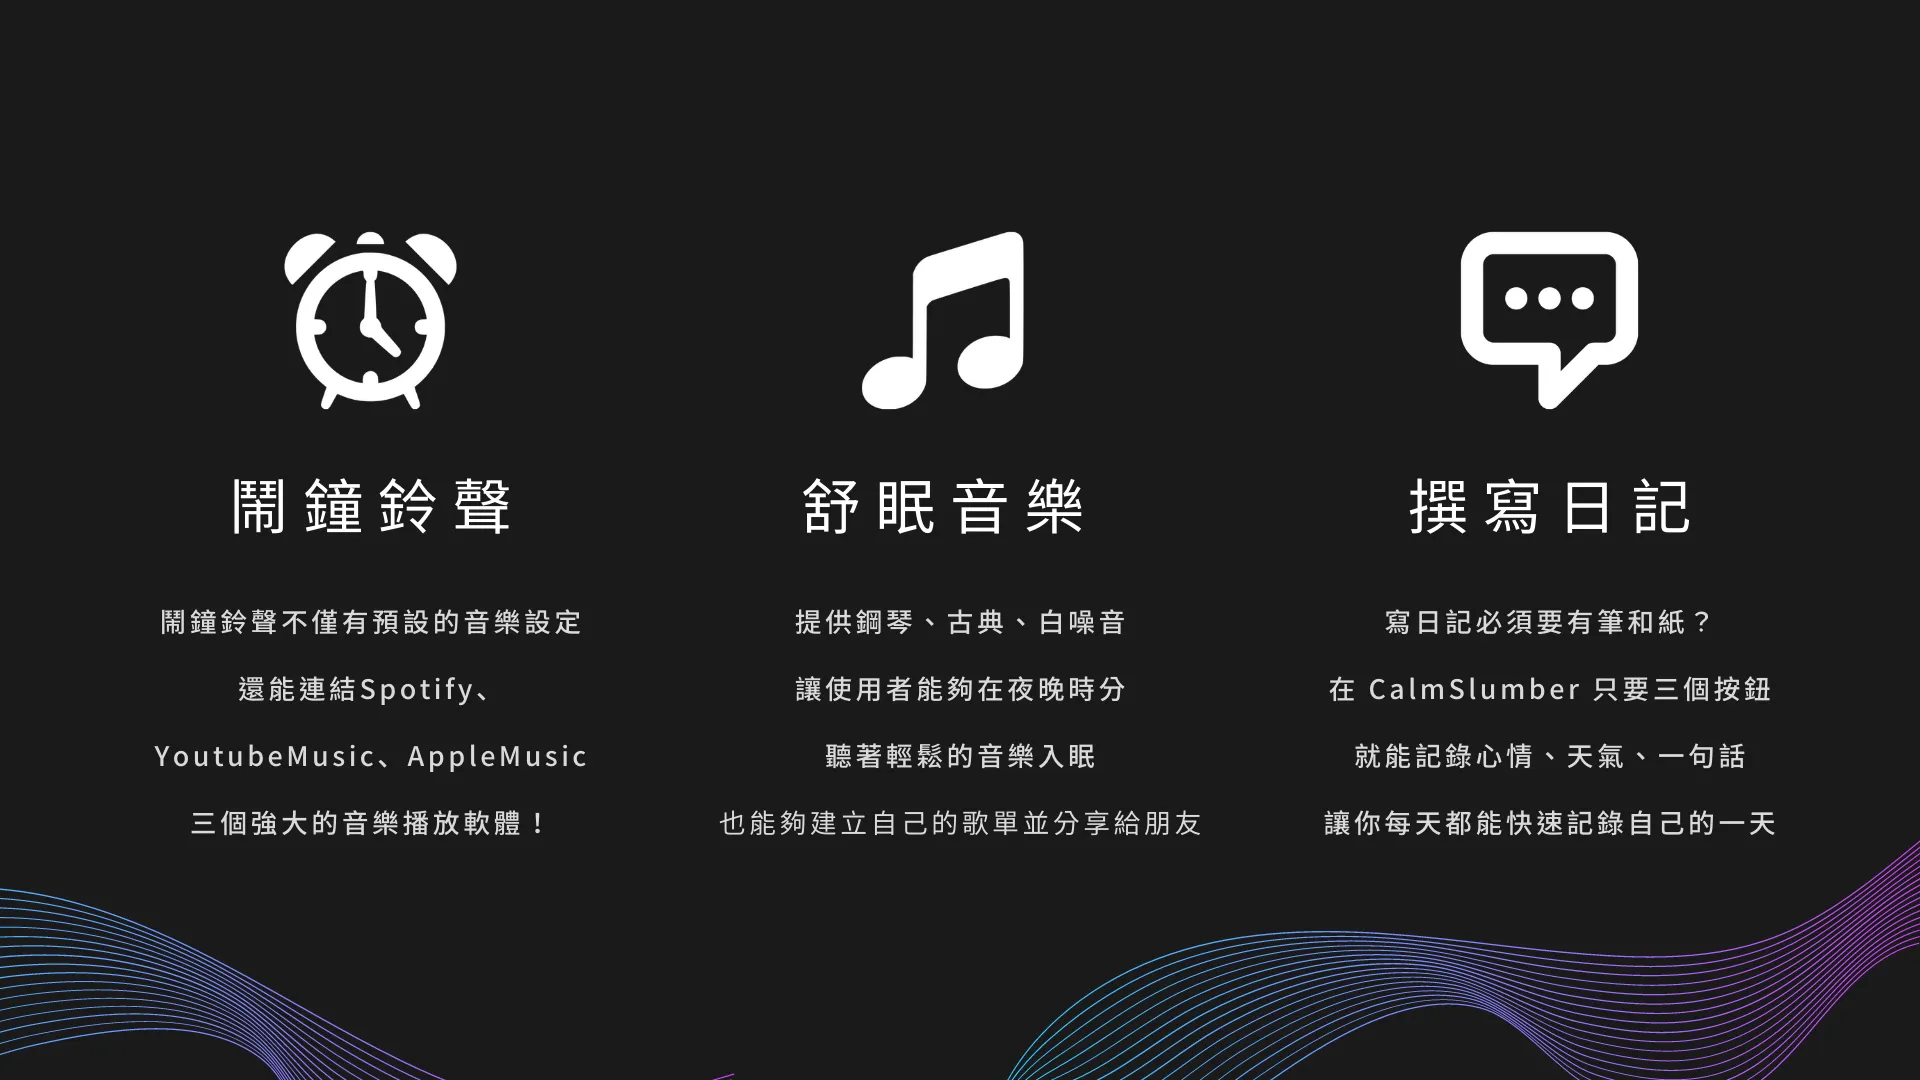 鬧鐘鈴聲
鬧鐘鈴聲不僅有預設的音樂設定
還能連結Spotify、
YoutubeMusic、AppleMusic
三個強大的音樂播放軟體！
舒眠音樂
提供鋼琴、古典、白噪音
讓使用者能夠在夜晚時分
聽著輕鬆的音樂入眠
也能夠建立自己的歌單並分享給朋友
撰寫日記
寫日記必須要有筆和紙？
在 CalmSlumber 只要三個按鈕
就能記錄心情、天氣、一句話
讓你每天都能快速記錄自己的一天